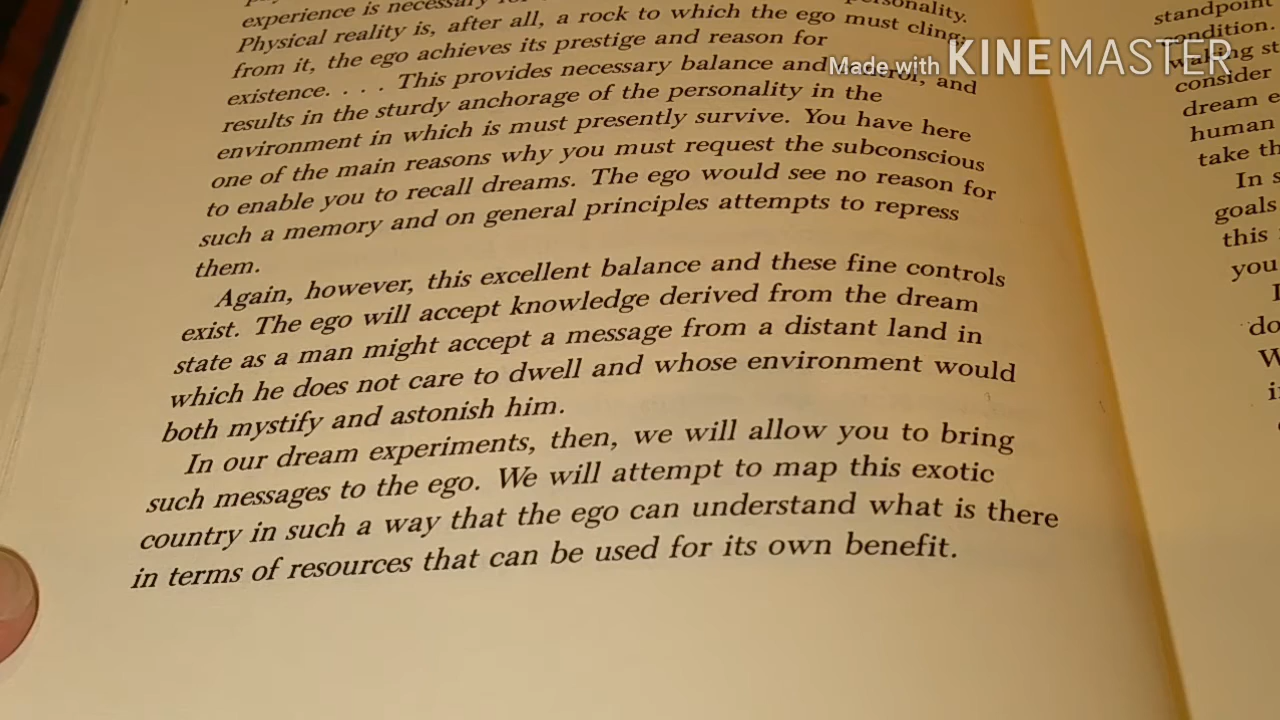 experience is necessary
Physical reality is, after all, a rock to which the ego must cling;
from it, the ego achieves its prestige and reason for
existence. . . . This provides necessary balance and control, and
results in the sturdy anchorage of the personality in the
environment in which is must presently survive. You have here
one of the main reasons why you must request the subconscious
to enable you to recall dreams. The ego would see no reason for
such a memory and on general principles attempts to repress
them.
Again, however, this excellent balance and these fine controls
exist. The ego will accept knowledge derived from the dream
state as a man might accept a message from a distant land in
which he does not care to dwell and whose environment would
both mystify and astonish him.
In our dream experiments, then, we will allow you to bring
such messages to the ego. We will attempt to map this exotic
country in such a way that the ego can understand what is there
in terms of resources that can be used for its own benefit.
Made with KINEMASTER
standpoint
condition.
waking
consider
dream
human
take
In
goals
this
you